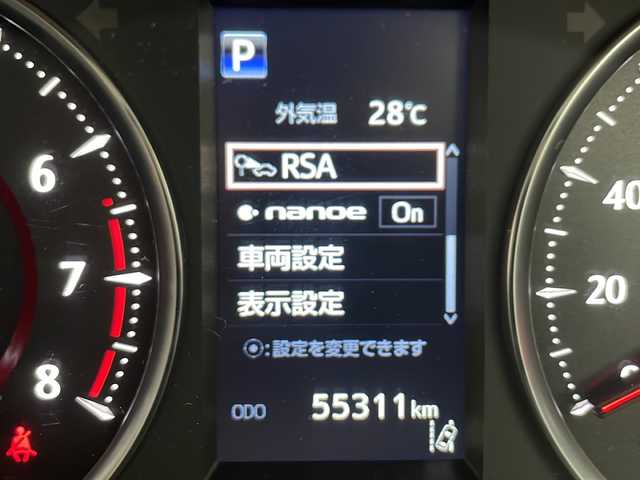 P
外気温 28℃
RSA
nanoe On
車両設定
表示設定
:設定を変更できます
ODO 55311km
6
7
8
40
20